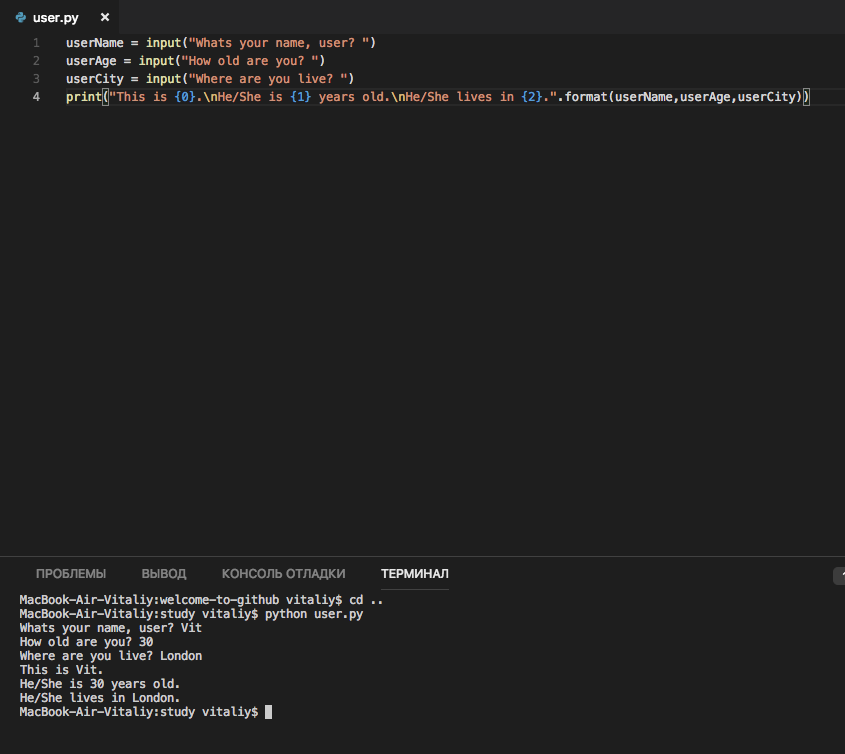 user.py ×
1 userName = input("Whats your name, user? ")
2 userAge = input("How old are you? ")
3 userCity = input("Where are you live? ")
4 print("This is {0}.\nHe/She is {1} years old.\nHe/She lives in {2}.".format(userName,userAge,userCity))
ПРОБЛЕМЫ ВЫВОД КОНСОЛЬ ОТЛАДКИ ТЕРМИНАЛ
MacBook-Air-Vitaliy:welcome-to-github vitaliy$ cd ..
MacBook-Air-Vitaliy:study vitaliy$ python user.py
Whats your name, user? Vit
How old are you? 30
Where are you live? London
This is Vit.
He/She is 30 years old.
He/She lives in London.
MacBook-Air-Vitaliy:study vitaliy$